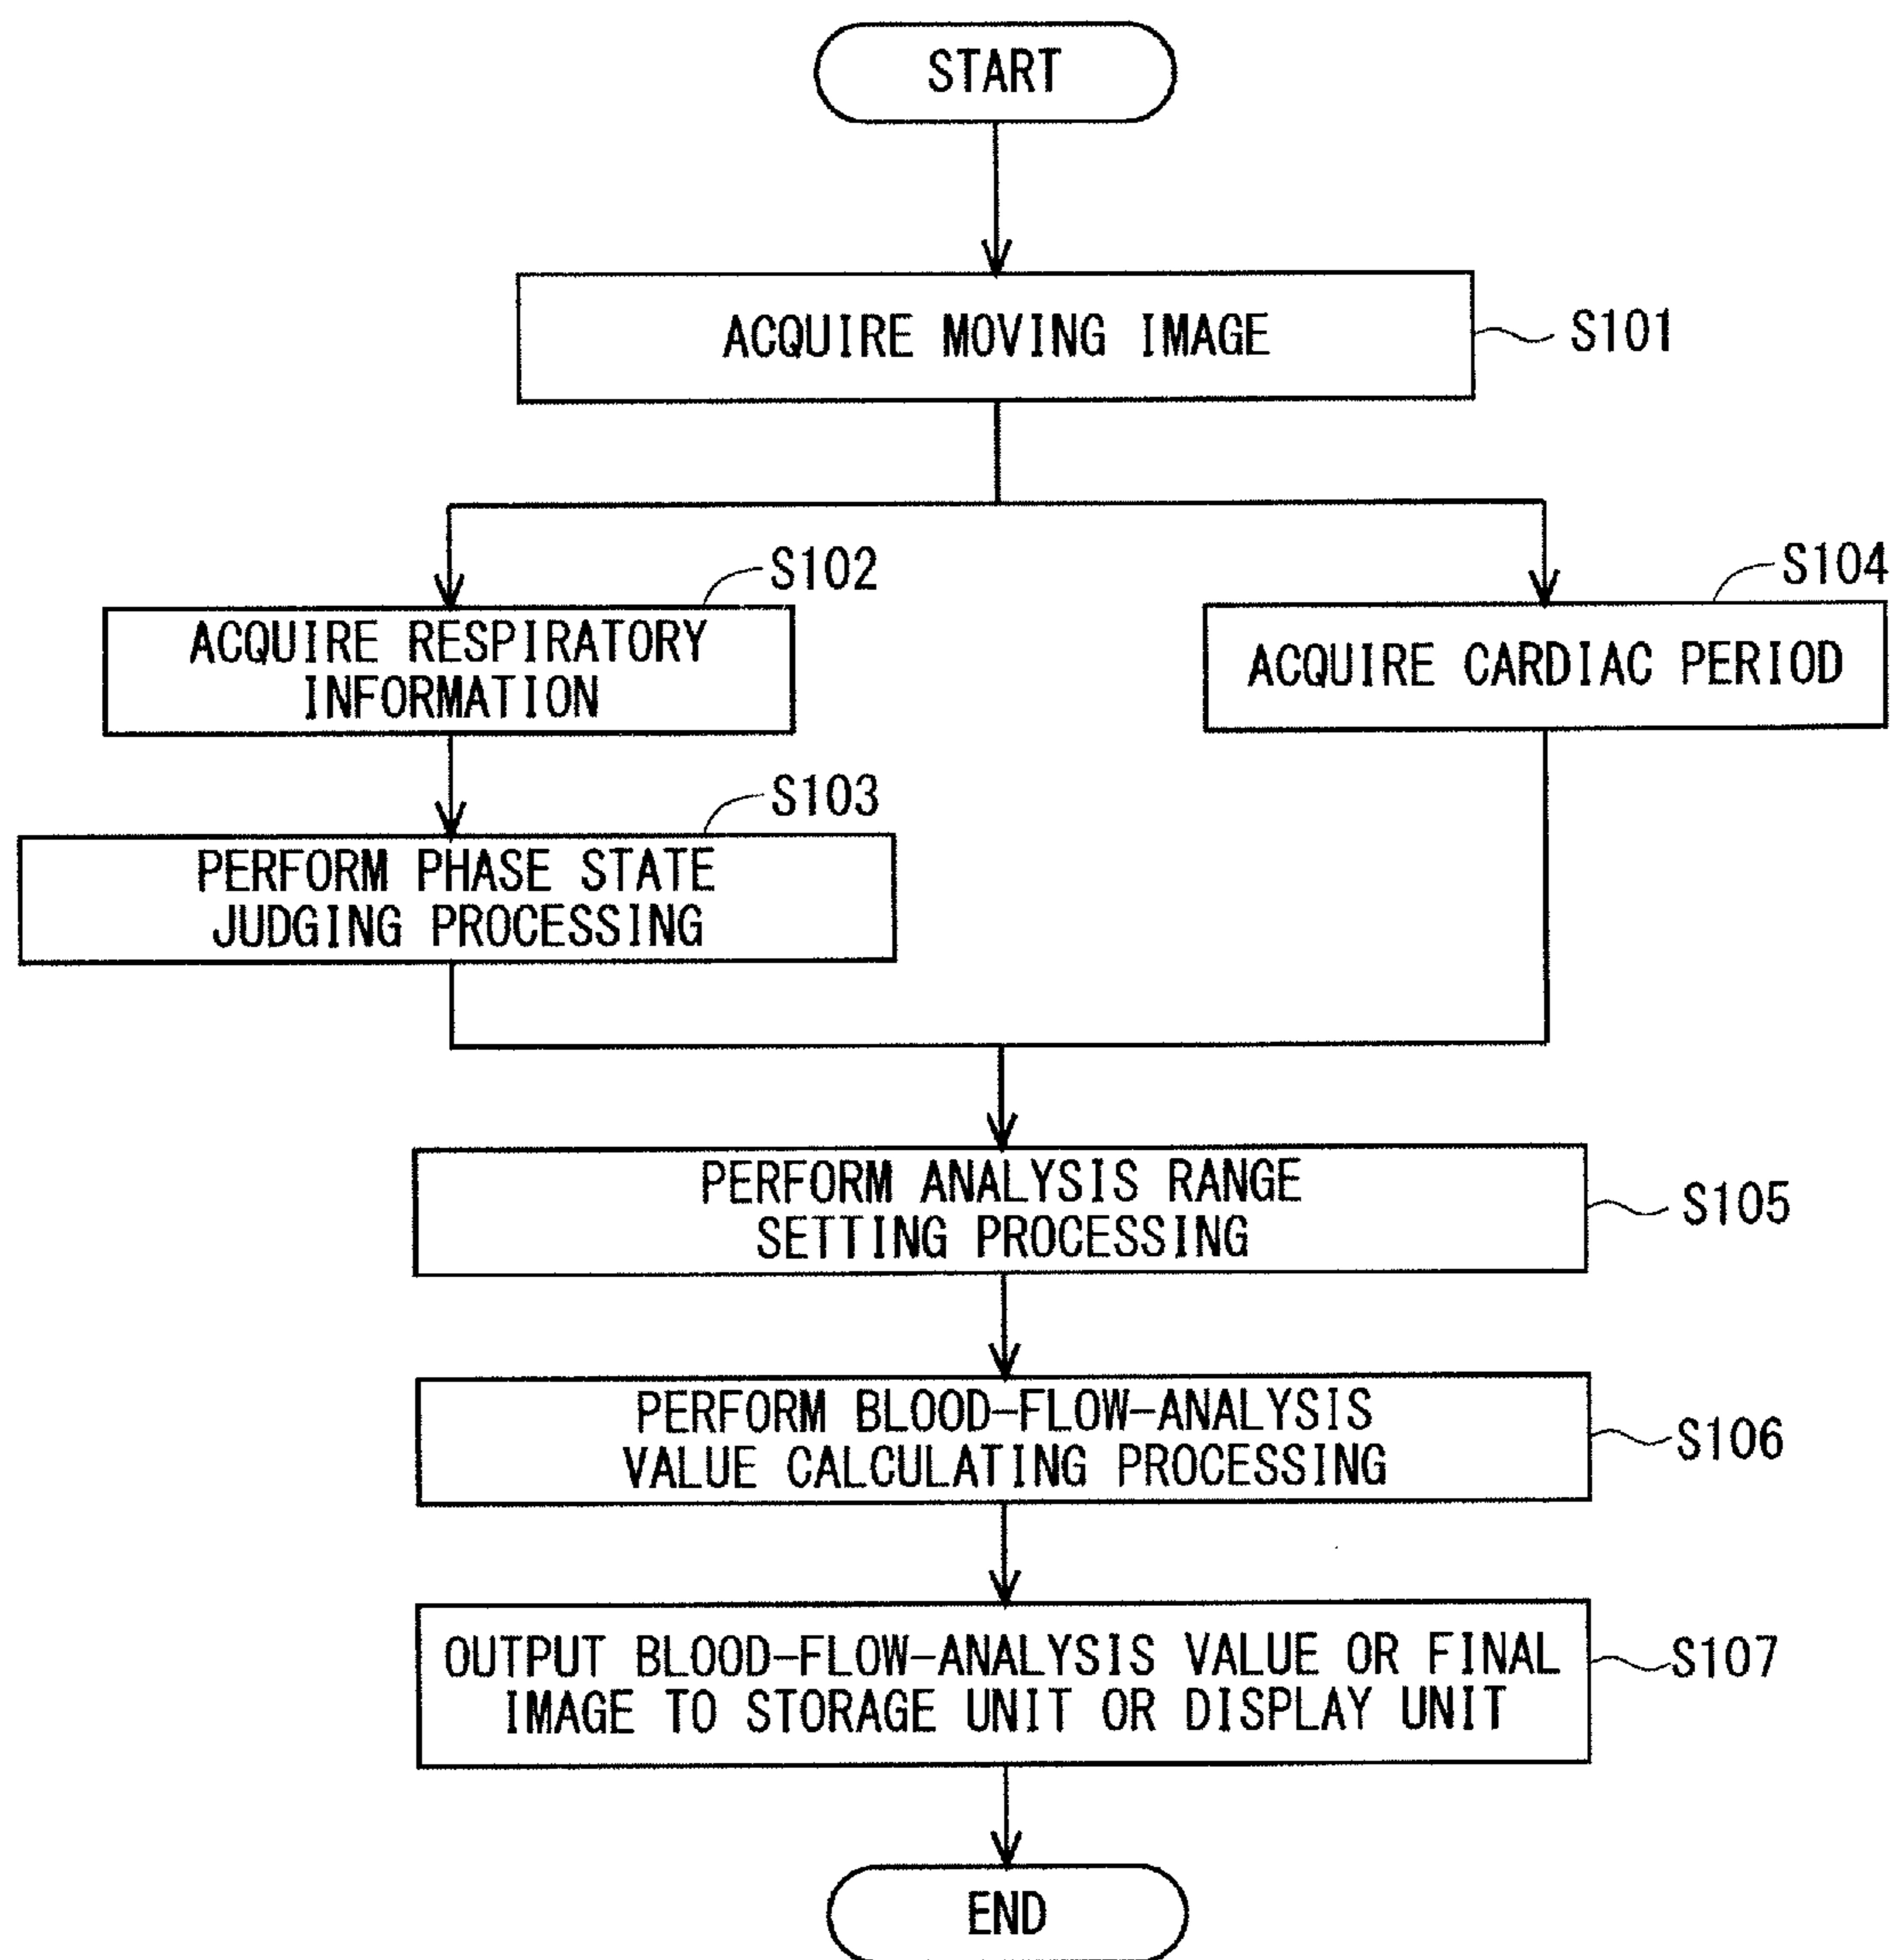 START
ACQUIRE MOVING IMAGE
S101
S102
ACQUIRE RESPIRATORY
INFORMATION
S104
ACQUIRE CARDIAC PERIOD
S103
PERFORM PHASE STATE
JUDGING PROCESSING
PERFORM ANALYSIS RANGE
SETTING PROCESSING
S105
PERFORM BLOOD-FLOW-ANALYSIS
VALUE CALCULATING PROCESSING
S106
OUTPUT BLOOD-FLOW-ANALYSIS VALUE OR FINAL
IMAGE TO STORAGE UNIT OR DISPLAY UNIT
S107
END